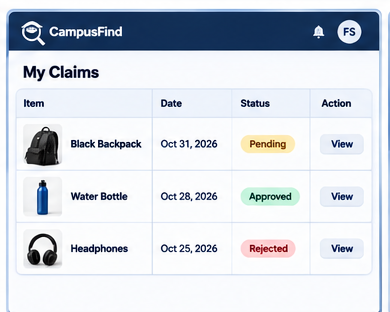 CampusFind
FS
My Claims
Item Date Status Action
Black Backpack Oct 31, 2026 Pending View
Water Bottle Oct 28, 2026 Approved View
Headphones Oct 25, 2026 Rejected View